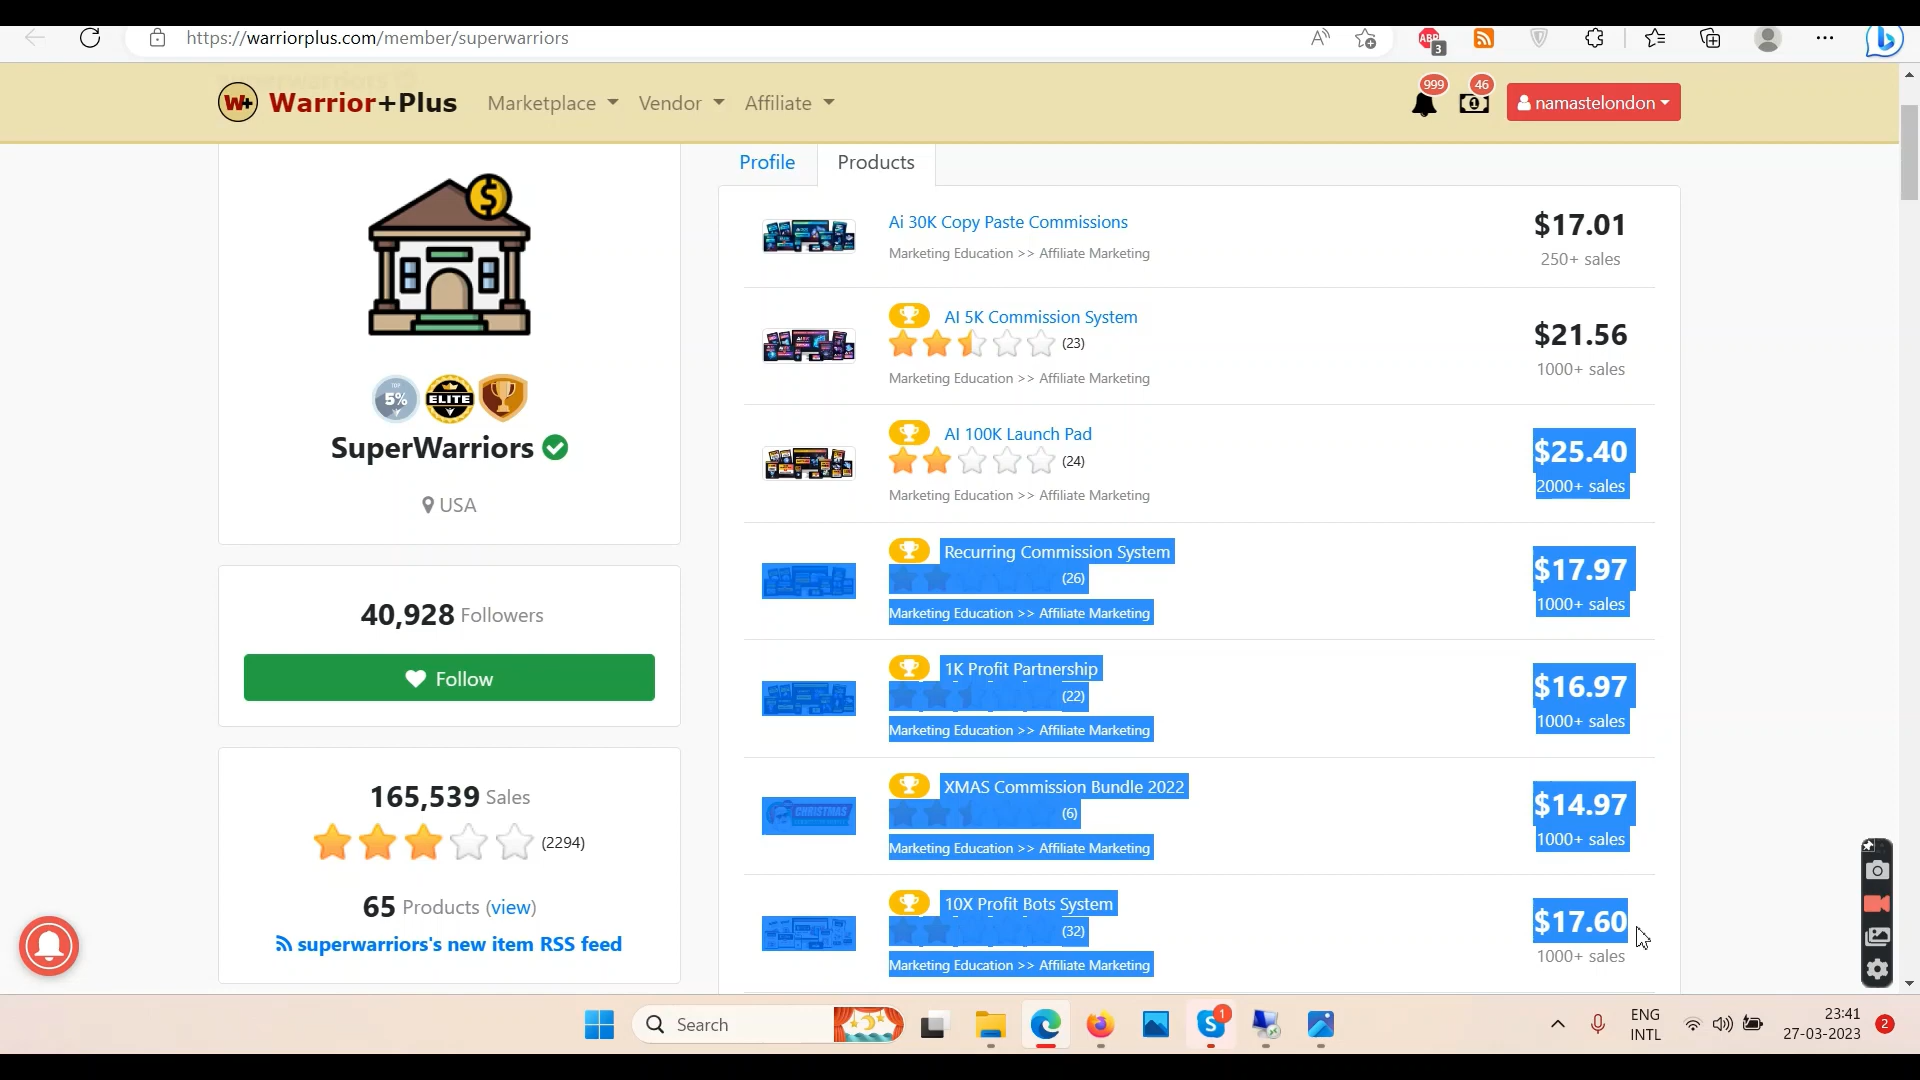 https://warriorplus.com/member/superwarriors
ABP
3
W+ Warrior+Plus
Marketplace
Vendor
Affiliate
999
46
namastelondon
Profile
Products
TOP
5%
ELITE
SuperWarriors
USA
40,928 Followers
Follow
165,539 Sales
(2294)
65 Products (view)
superwarriors's new item RSS feed
Ai 30K Copy Paste Commissions
Marketing Education >> Affiliate Marketing
$17.01
250+ sales
AI 5K Commission System
(23)
Marketing Education >> Affiliate Marketing
$21.56
1000+ sales
AI 100K Launch Pad
(24)
Marketing Education >> Affiliate Marketing
$25.40
2000+ sales
Recurring Commission System
(26)
Marketing Education >> Affiliate Marketing
$17.97
1000+ sales
1K Profit Partnership
(22)
Marketing Education >> Affiliate Marketing
$16.97
1000+ sales
CHRISTMAS
XMAS Commission Bundle 2022
(6)
Marketing Education >> Affiliate Marketing
$14.97
1000+ sales
10X Profit Bots System
(32)
Marketing Education >> Affiliate Marketing
$17.60
1000+ sales
Search
1
ENG
INTL
23:41
27-03-2023
2